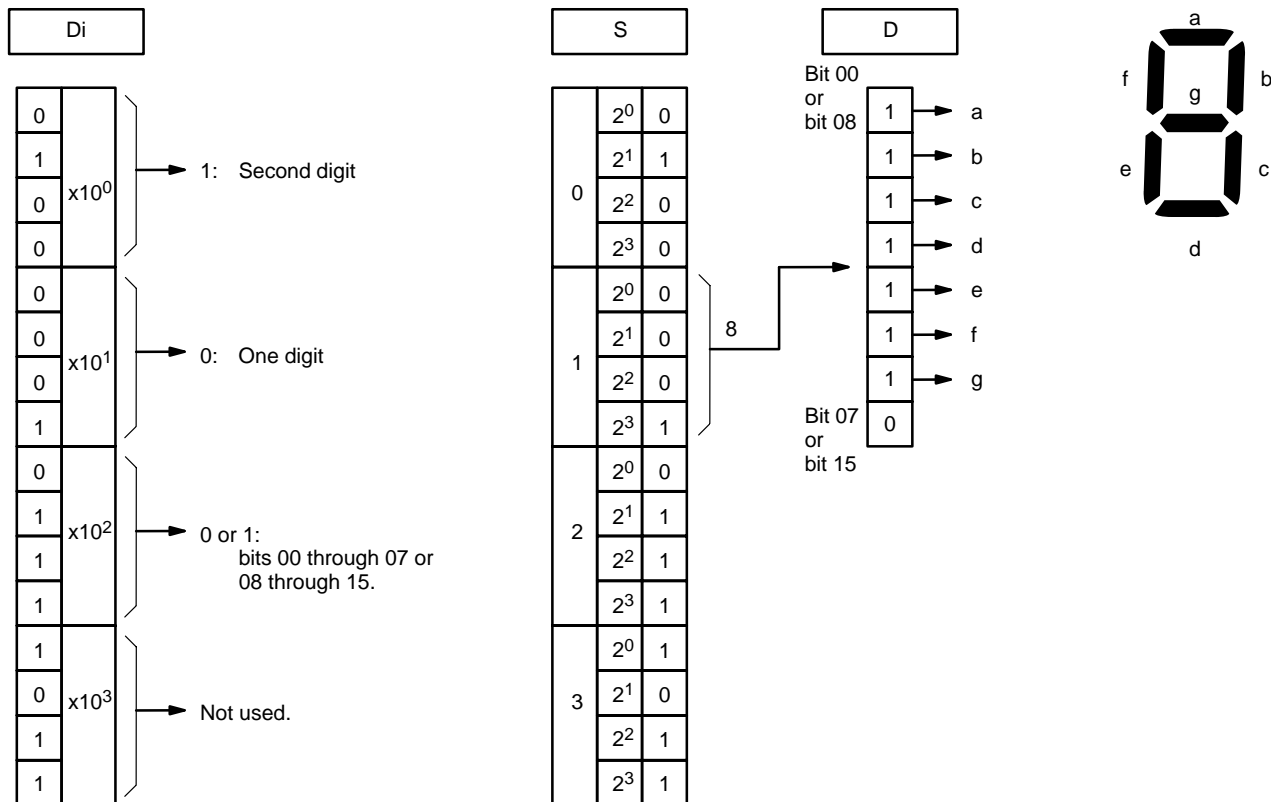 Di
S
D
a
f
b
g
e
c
d
0
1
0
0
x10⁰
1: Second digit
0
0
0
1
x10¹
0: One digit
0
1
1
1
x10²
0 or 1:
bits 00 through 07 or
08 through 15.
1
0
1
1
x10³
Not used.
0
2⁰ 0
2¹ 1
2² 0
2³ 0
1
2⁰ 0
2¹ 0
2² 0
2³ 1
8
2
2⁰ 0
2¹ 1
2² 1
2³ 1
3
2⁰ 1
2¹ 0
2² 1
2³ 1
Bit 00
or
bit 08
1 a
1 b
1 c
1 d
1 e
1 f
1 g
0
Bit 07
or
bit 15